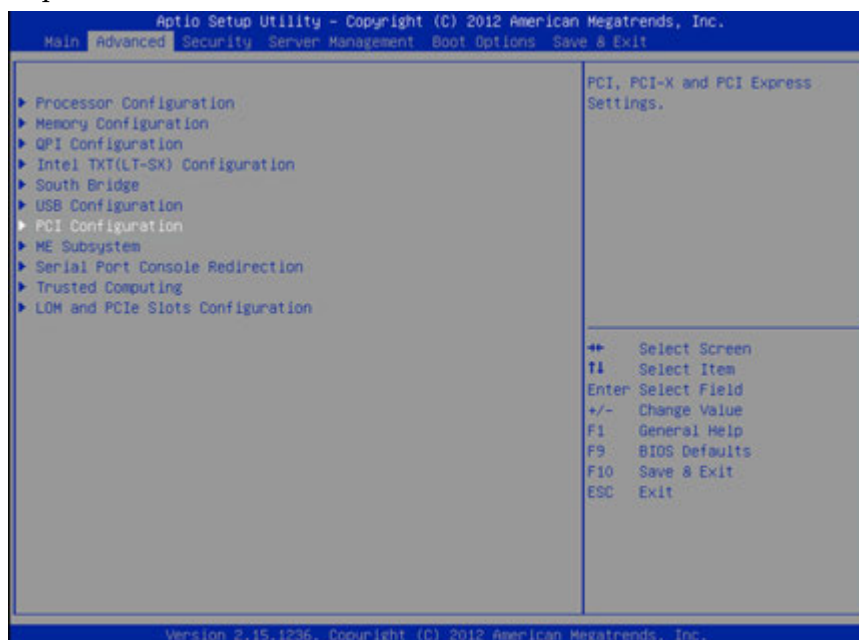 Aptio Setup Utility – Copyright (C) 2012 American Megatrends, Inc.
Main Advanced Security Server Management Boot Options Save & Exit
Processor Configuration
Memory Configuration
QPI Configuration
Intel TXT(LT-SX) Configuration
South Bridge
USB Configuration
PCI Configuration
ME Subsystem
Serial Port Console Redirection
Trusted Computing
LOM and PCIe Slots Configuration
PCI, PCI-X and PCI Express
Settings.
Select Screen
Select Item
Enter Select Field
+/- Change Value
F1 General Help
F9 BIOS Defaults
F10 Save & Exit
ESC Exit
Version 2.15.1236. Copyright (C) 2012 American Megatrends, Inc.